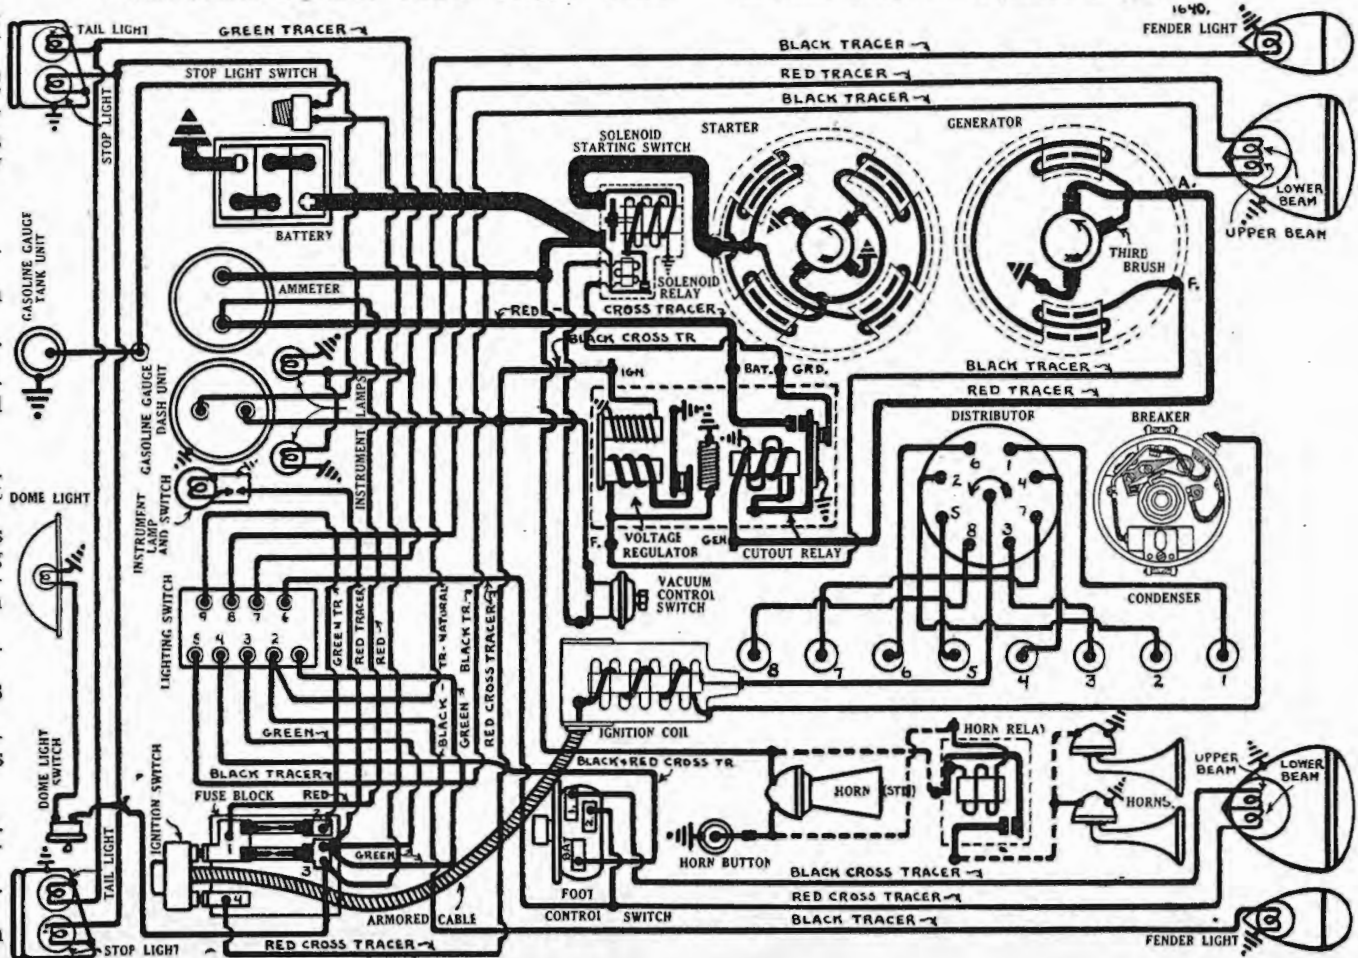 1640.
TAIL LIGHT
GREEN TRACER
BLACK TRACER
FENDER LIGHT
STOP LIGHT SWITCH
RED TRACER
BLACK TRACER
STOP LIGHT
SOLENOID
STARTING SWITCH
STARTER
GENERATOR
LOWER
BEAM
UPPER BEAM
A.
BATTERY
GASOLINE GAUGE
TANK UNIT
AMMETER
SOLENOID
RELAY
THIRD
BRUSH
F.
RED
CROSS TRACER
BLACK CROSS TR
IGN
BAT.
GRD.
BLACK TRACER
RED TRACER
GASOLINE GAUGE
DASH UNIT
INSTRUMENT LAMPS
DISTRIBUTOR
BREAKER
6
1
2
4
5
7
8
3
DOME LIGHT
INSTRUMENT
LAMP
AND SWITCH
F.
VOLTAGE
REGULATOR
GEN
CUTOUT RELAY
VACUUM
CONTROL
SWITCH
CONDENSER
LIGHTING SWITCH
9
8
7
6
5
4
3
2
GREEN TR
RED TRACER
RED
BLACK - TR- NATURAL
GREEN
BLACK TR.
RED CROSS TRACER
8
7
6
5
4
3
2
1
IGNITION COIL
GREEN
BLACK TRACER
BLACK & RED CROSS TR
HORN RELAY
DOME LIGHT
SWITCH
IGNITION SWITCH
FUSE BLOCK
RED
HORN (STD)
HORNS.
UPPER
BEAM
LOWER
BEAM
1
2
3
4
GREEN
1
2
BAT
HORN BUTTON
TAIL LIGHT
FOOT
CONTROL SWITCH
BLACK CROSS TRACER
RED CROSS TRACER
BLACK TRACER
ARMORED CABLE
STOP LIGHT
RED CROSS TRACER
FENDER LIGHT